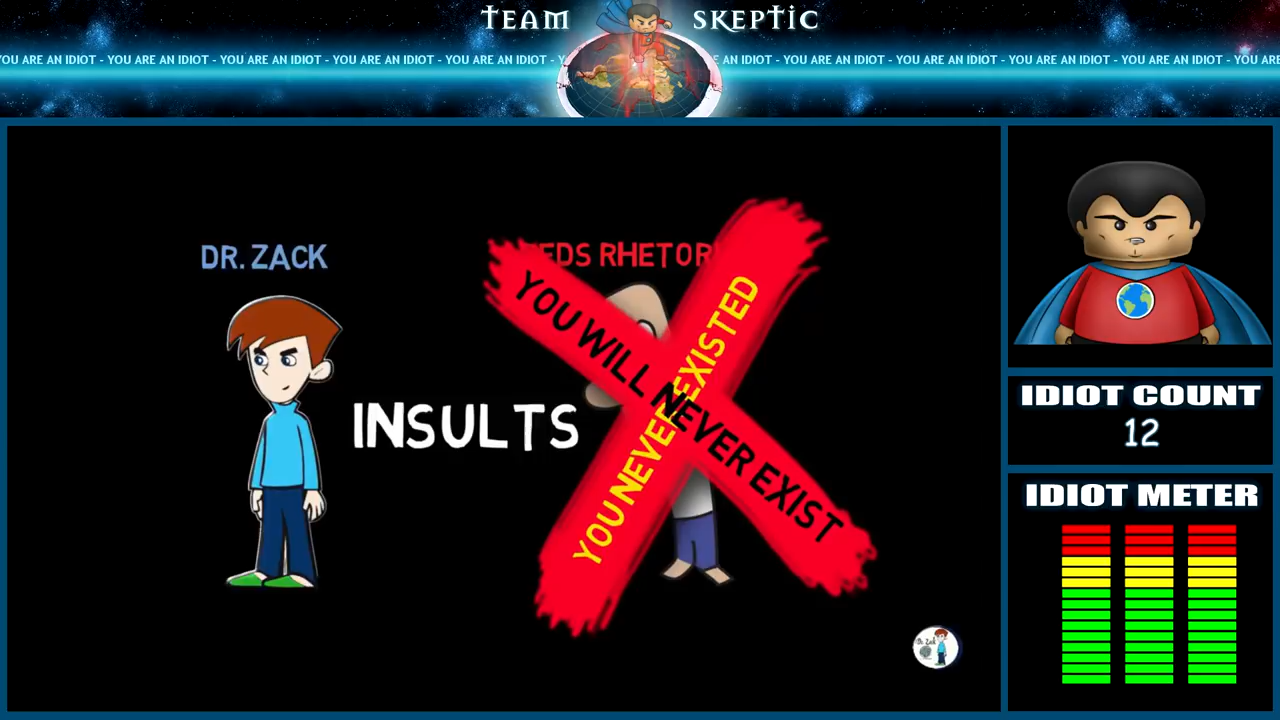 TEAM SKEPTIC
YOU ARE AN IDIOT - YOU ARE AN IDIOT - YOU ARE AN IDIOT - YOU ARE AN IDIOT - YOU ARE AN IDIOT - AN IDIOT - YOU ARE AN IDIOT - YOU ARE AN IDIOT - YOU ARE AN IDIOT - YOU ARE AN IDIOT - YOU ARE
DR. ZACK
INSULTS
YOU WILL NEVER EXIST
YOU NEVER EXISTED
Dr. Zack
IDIOT COUNT
12
IDIOT METER